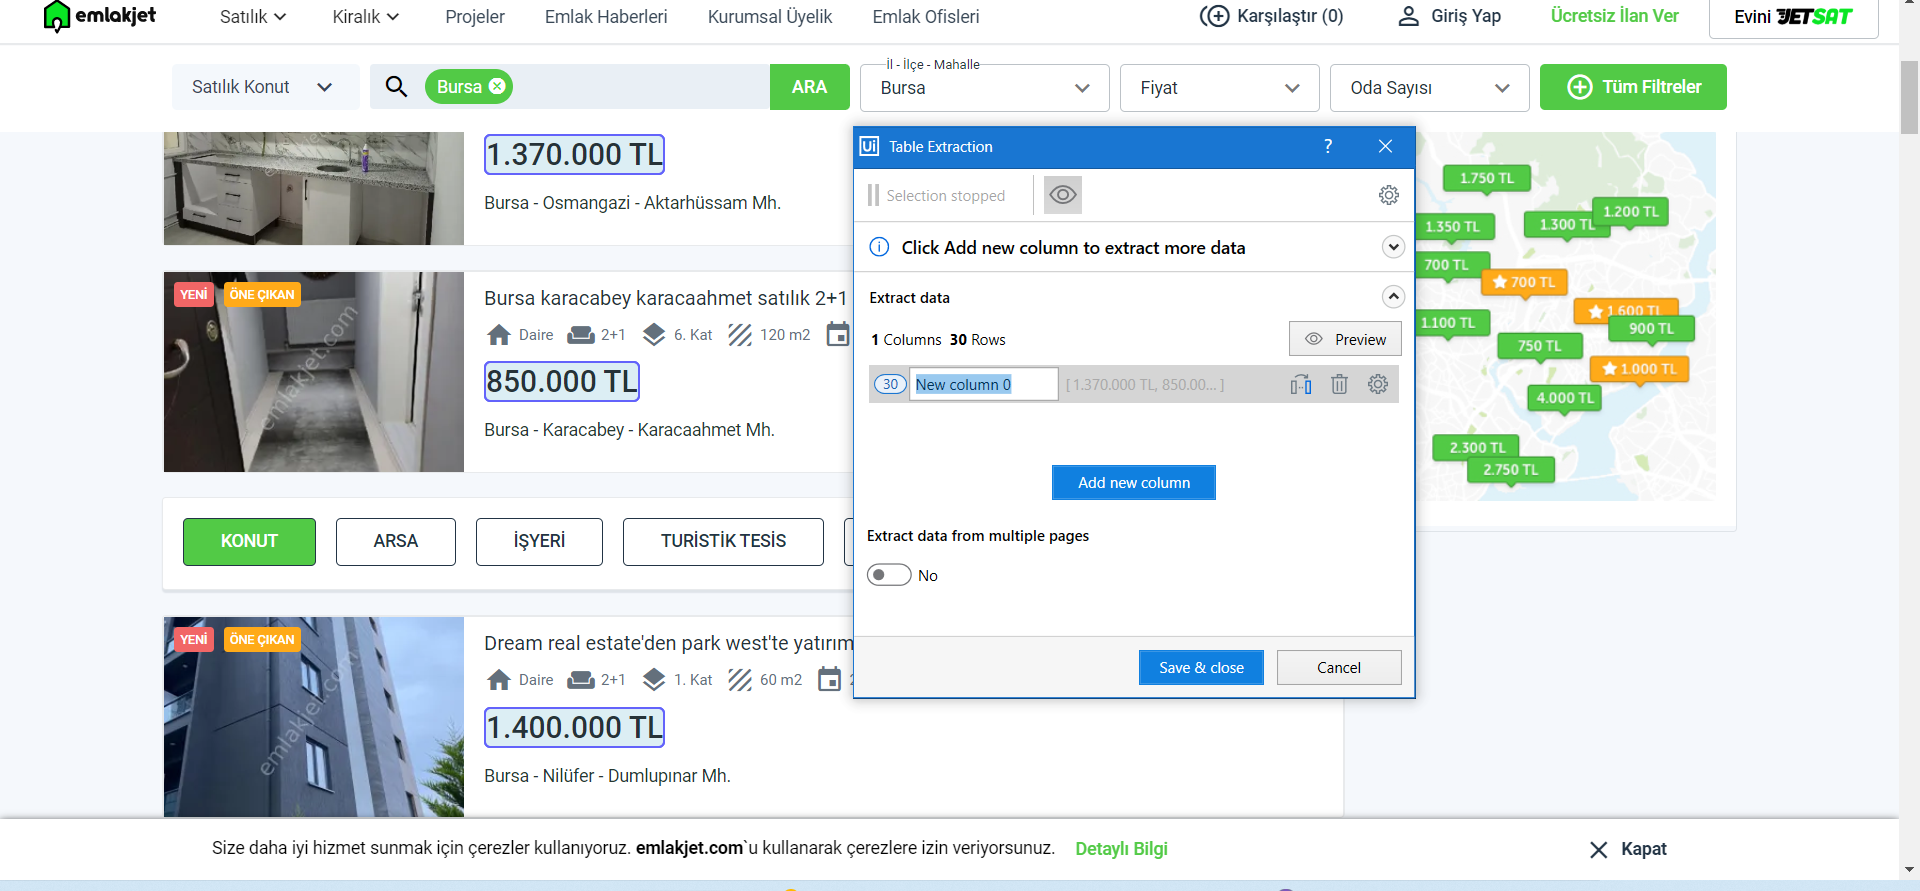 emlakjet
Satılık
Kiralık
Projeler
Emlak Haberleri
Kurumsal Üyelik
Emlak Ofisleri
Karşılaştır (0)
Giriş Yap
Ücretsiz İlan Ver
Evini JETSAT
Satılık Konut
Bursa
ARA
İl - İlçe - Mahalle
Bursa
Fiyat
Oda Sayısı
Tüm Filtreler
1.370.000 TL
Bursa - Osmangazi - Aktarhüssam Mh.
YENİ
ÖNE ÇIKAN
emlakjet.com
Bursa karacabey karacaahmet satılık 2+1
Daire
2+1
6. Kat
120 m2
850.000 TL
Bursa - Karacabey - Karacaahmet Mh.
KONUT
ARSA
İŞYERİ
TURİSTİK TESİS
YENİ
ÖNE ÇIKAN
emlakjet.com
Dream real estate'den park west'te yatırım
Daire
2+1
1. Kat
60 m2
1.400.000 TL
Bursa - Nilüfer - Dumlupınar Mh.
Ui Table Extraction
?
Selection stopped
Click Add new column to extract more data
Extract data
1 Columns 30 Rows
Preview
30
New column 0
[ 1.370.000 TL, 850.00... ]
Add new column
Extract data from multiple pages
No
Save & close
Cancel
1.750 TL
1.200 TL
1.350 TL
1.300 TL
700 TL
700 TL
1.600 TL
1.100 TL
900 TL
750 TL
1.000 TL
4.000 TL
2.300 TL
2.750 TL
Size daha iyi hizmet sunmak için çerezler kullanıyoruz. emlakjet.com`u kullanarak çerezlere izin veriyorsunuz. Detaylı Bilgi
Kapat